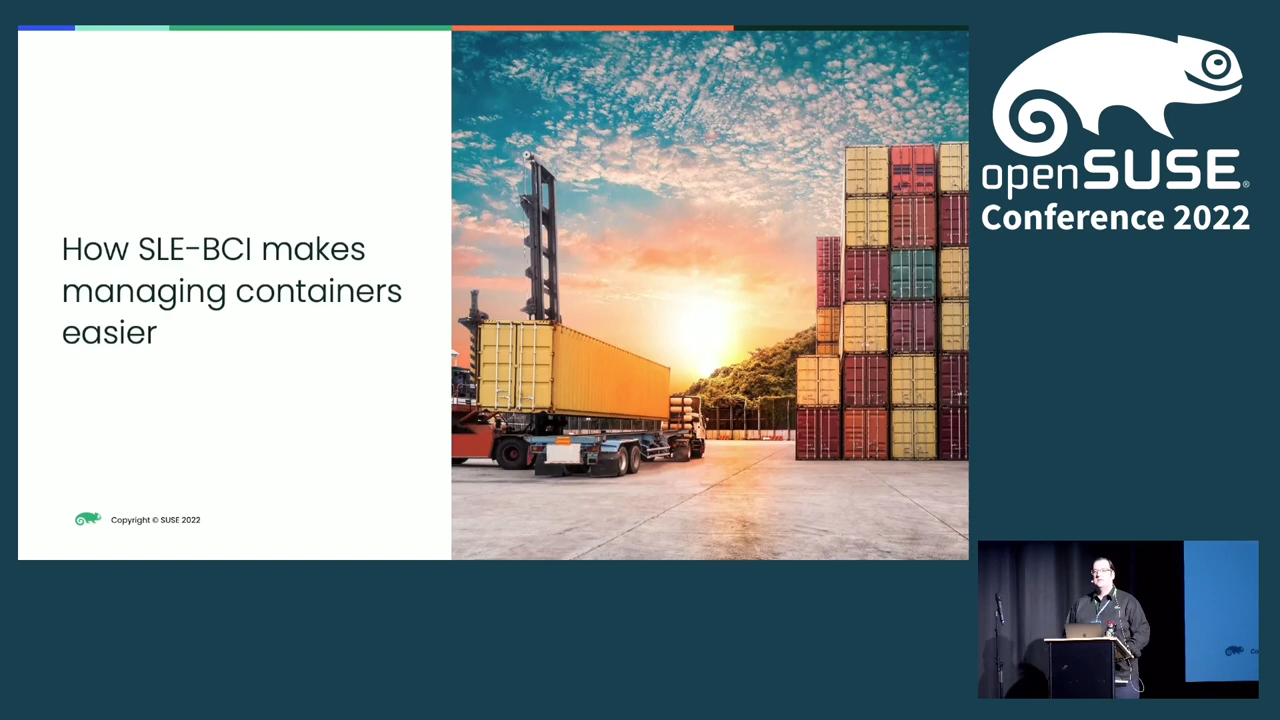 How SLE-BCI makes
managing containers
easier
Copyright © SUSE 2022
openSUSE®
Conference 2022